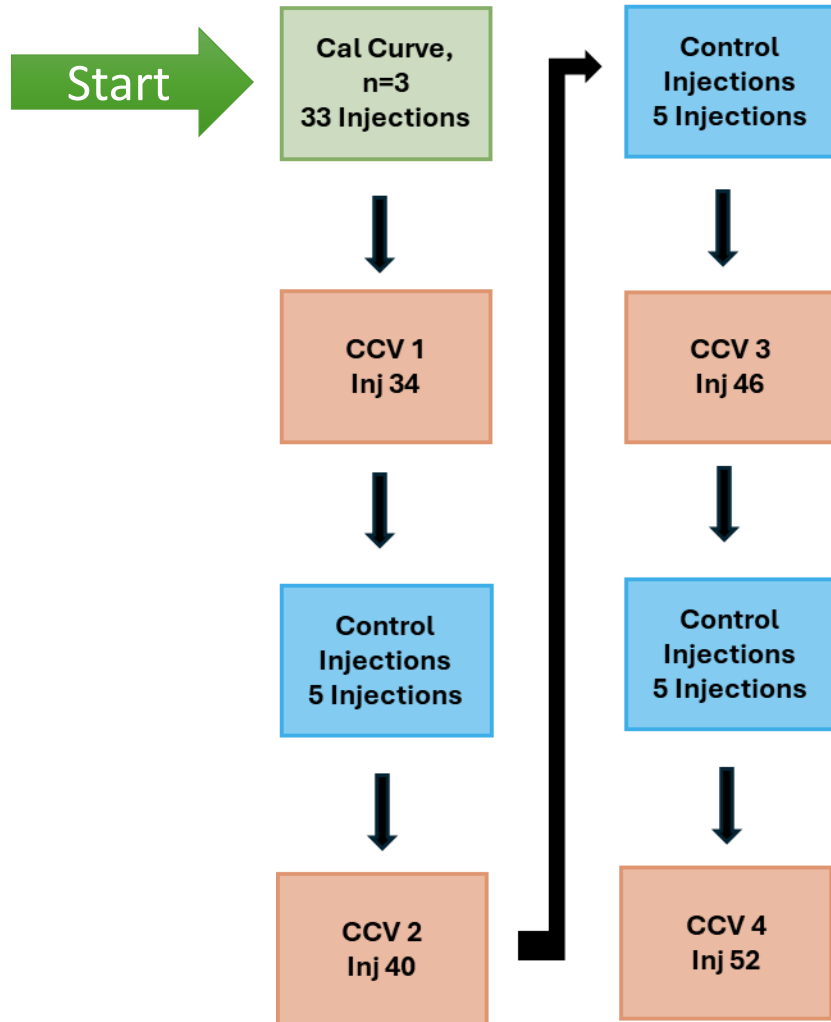 Start
Cal Curve,
n=3
33 Injections
CCV 1
Inj 34
Control
Injections
5 Injections
CCV 2
Inj 40
Control
Injections
5 Injections
CCV 3
Inj 46
Control
Injections
5 Injections
CCV 4
Inj 52